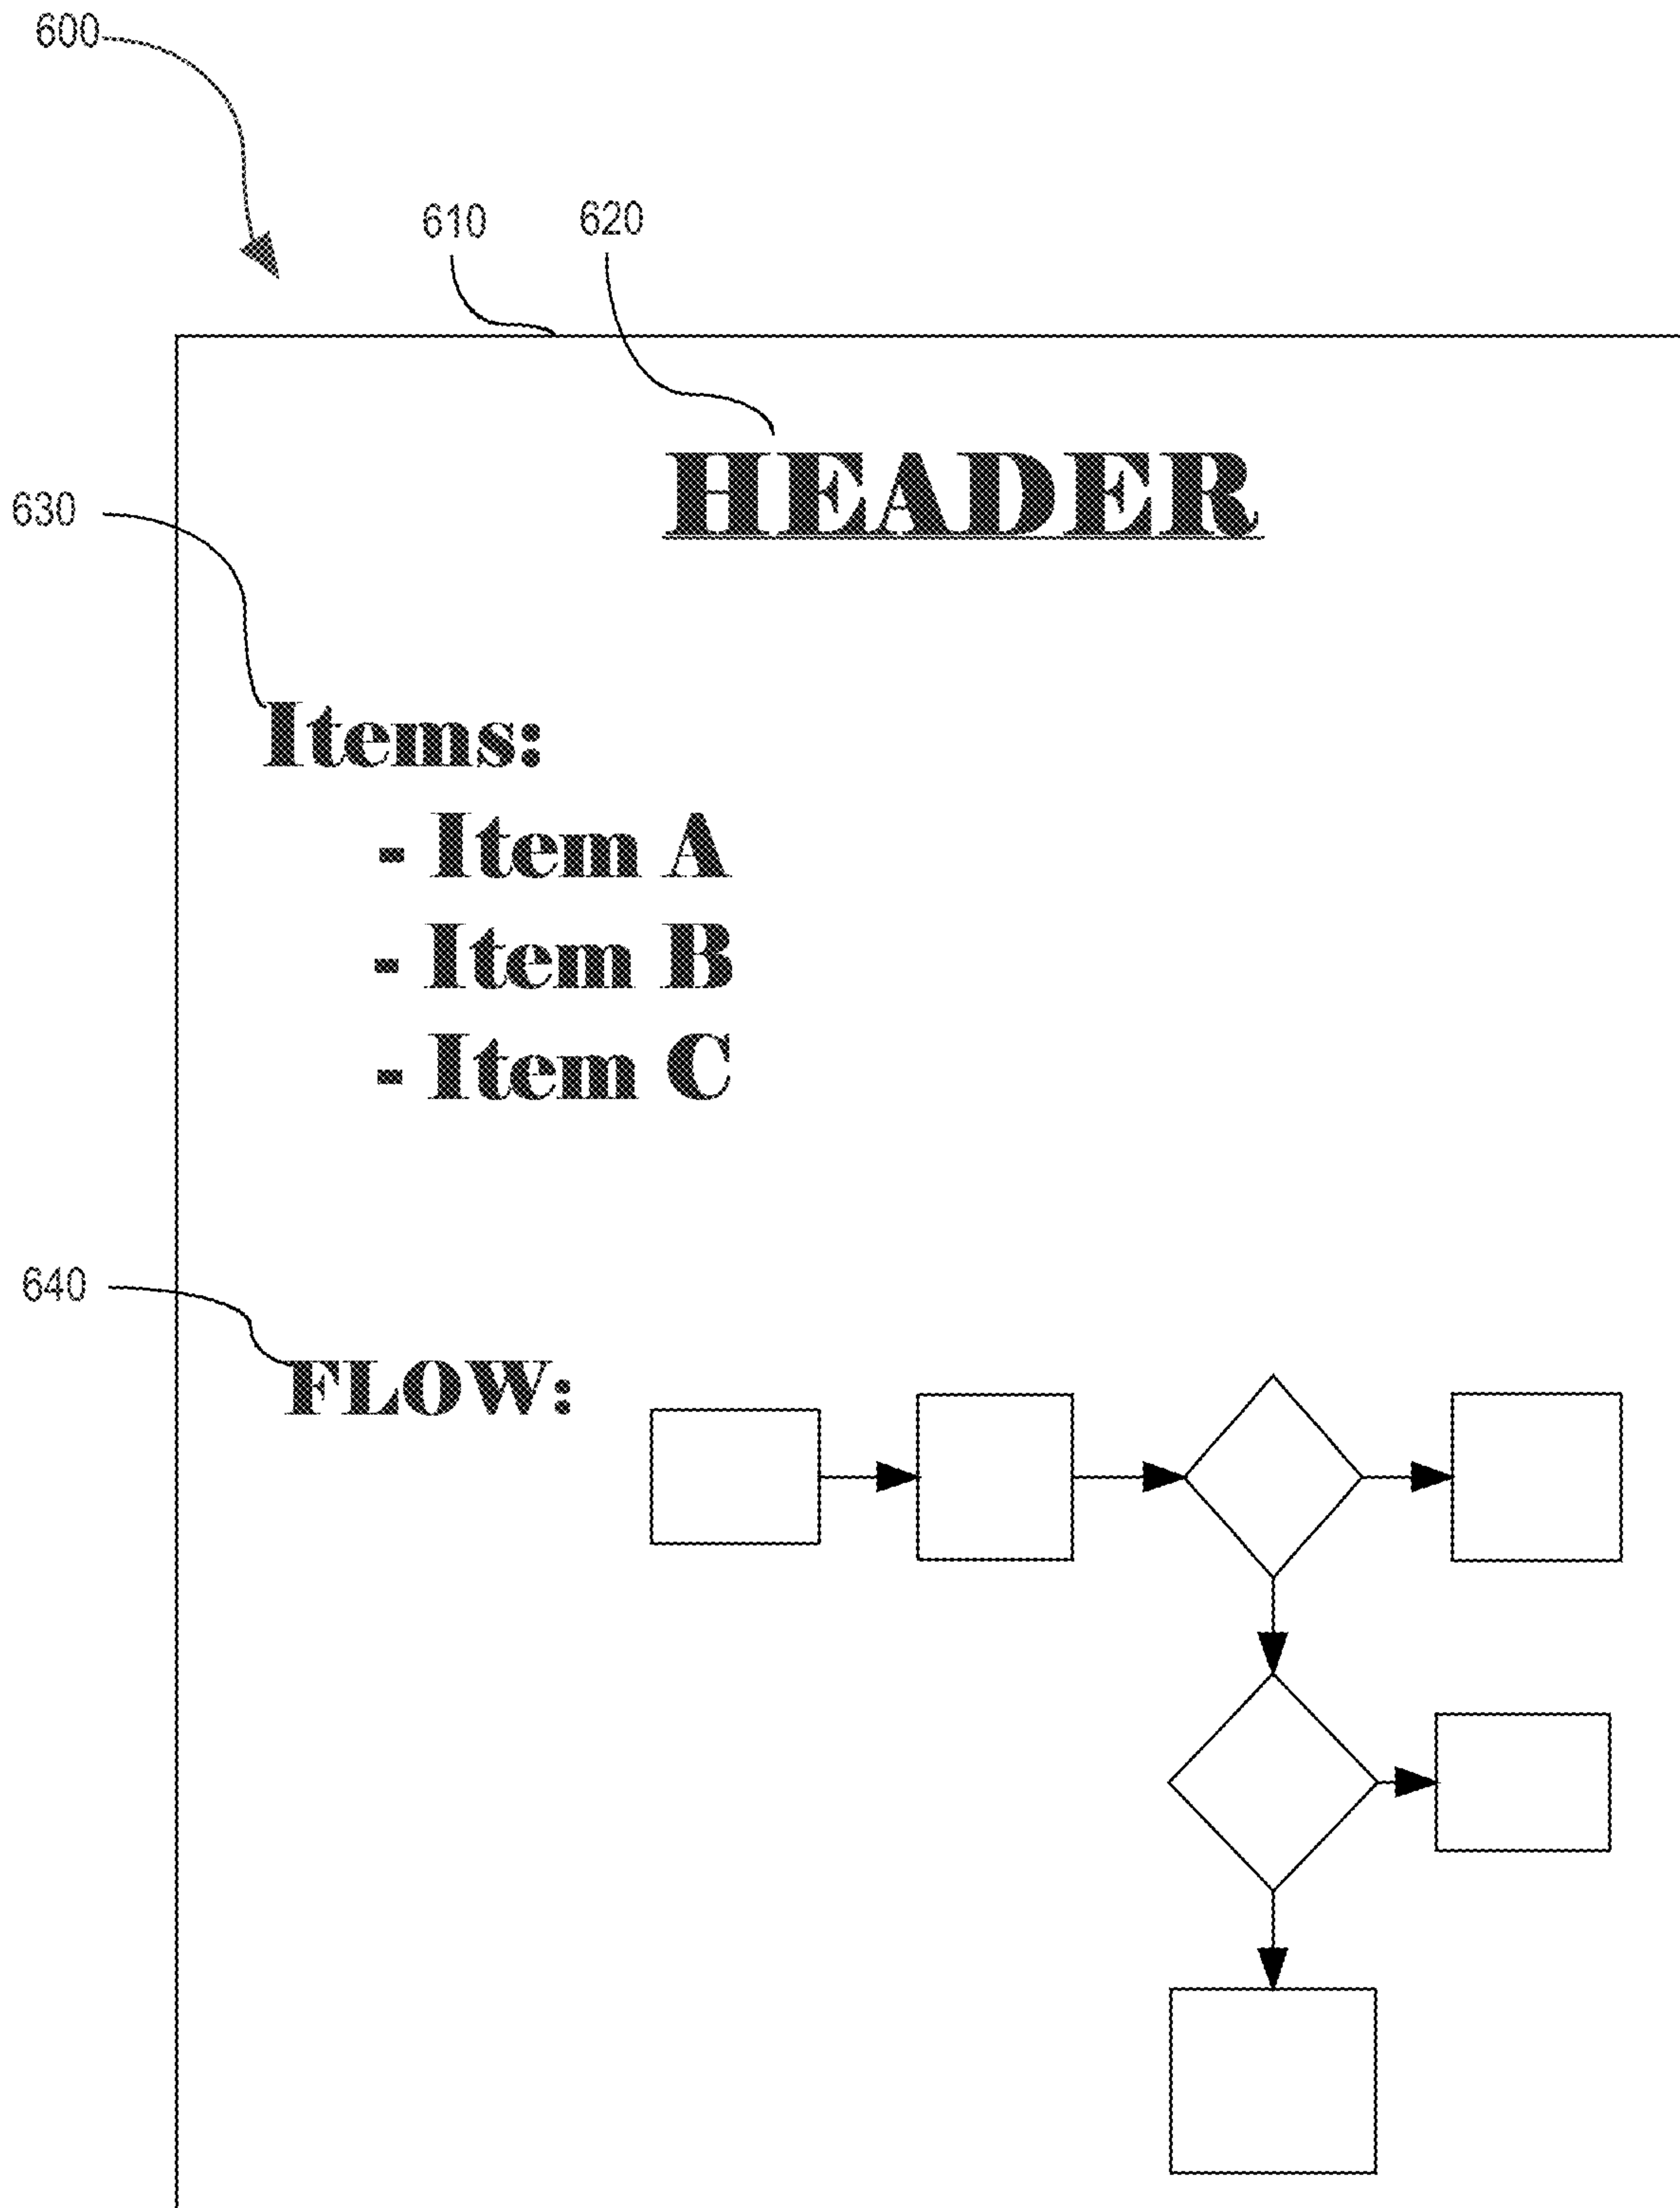 600
610 620
HEADER
630
Items:
- Item A
- Item B
- Item C
640
FLOW: